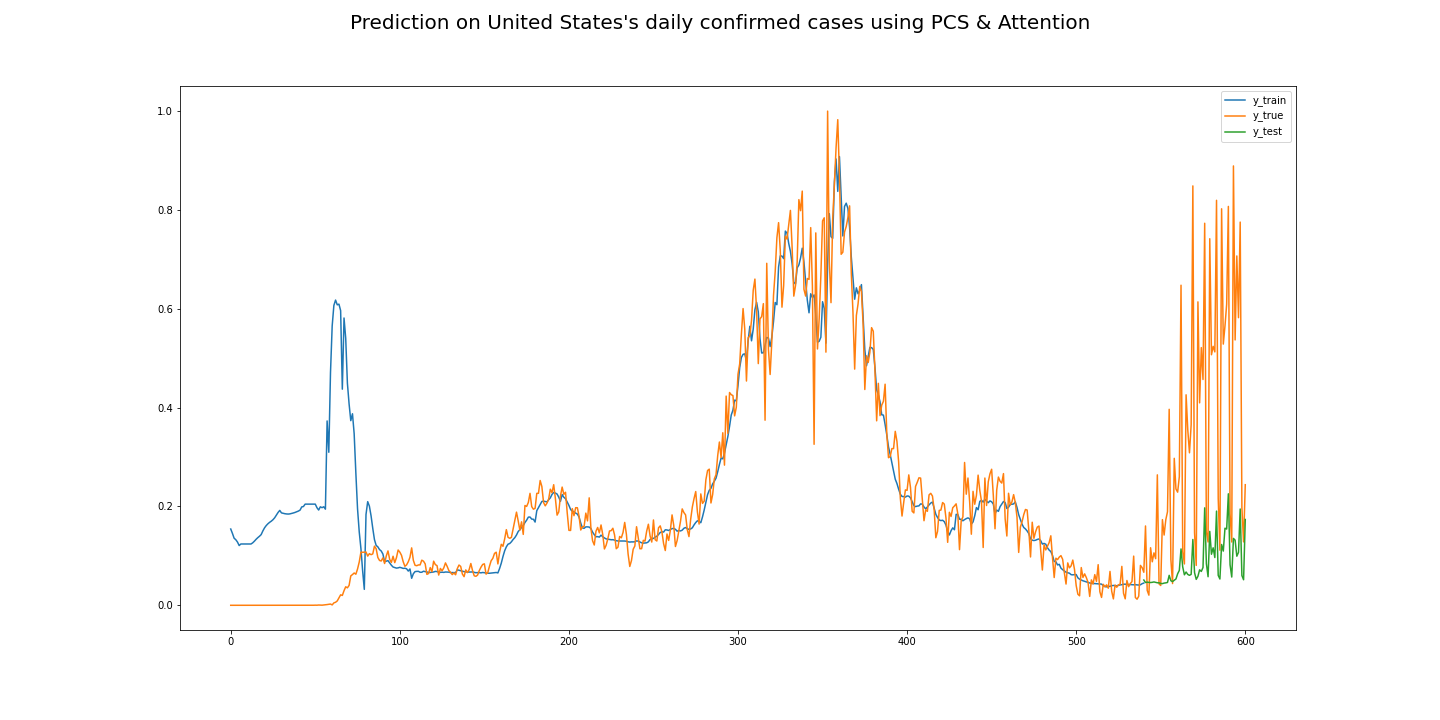 Prediction on United States's daily confirmed cases using PCS & Attention
y_train
y_true
y_test
1.0
0.8
0.6
0.4
0.2
0.0
0 100 200 300 400 500 600